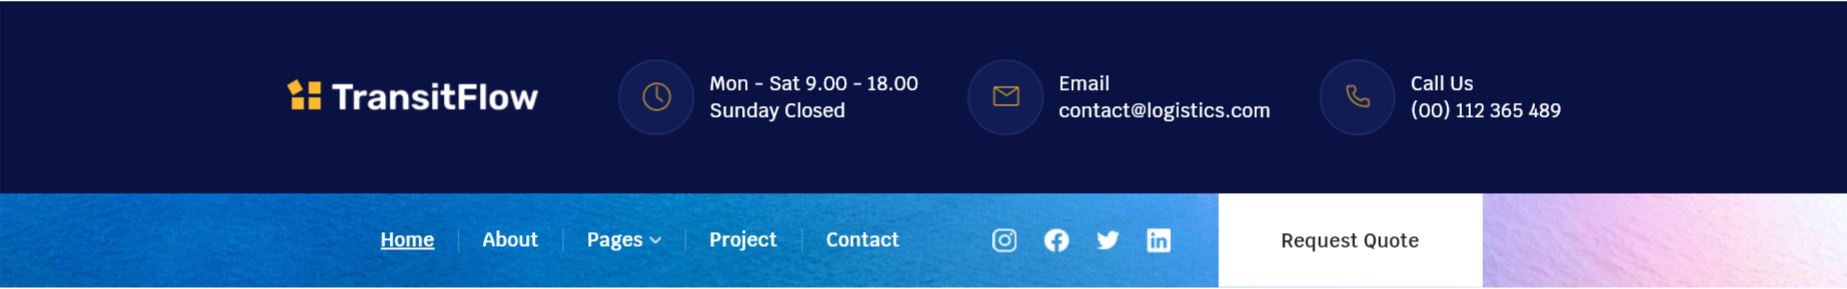 TransitFlow
Mon - Sat 9.00 - 18.00
Sunday Closed
Email
contact@logistics.com
Call Us
(00) 112 365 489
Home About Pages Project Contact
Request Quote